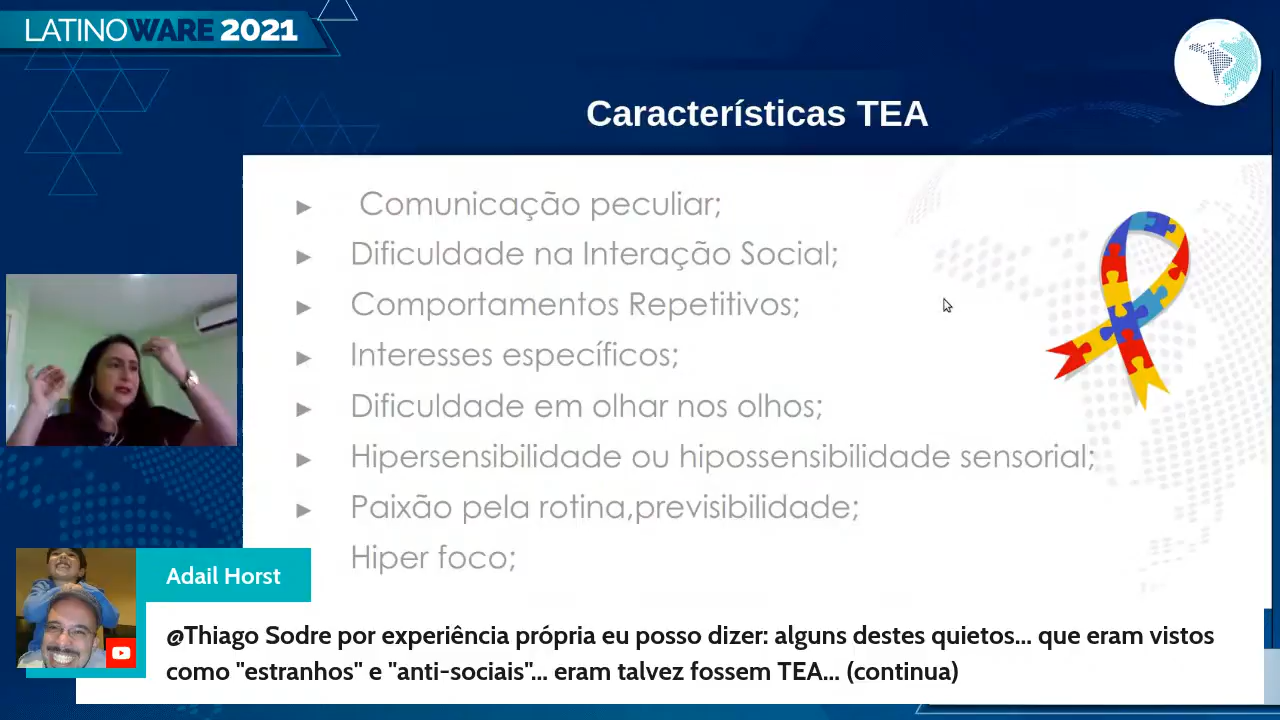 LATINOWARE 2021
Características TEA
► Comunicação peculiar;
► Dificuldade na Interação Social;
► Comportamentos Repetitivos;
► Interesses específicos;
► Dificuldade em olhar nos olhos;
► Hipersensibilidade ou hipossensibilidade sensorial;
► Paixão pela rotina,previsibilidade;
Hiper foco;
Adail Horst
@Thiago Sodre por experiência própria eu posso dizer: alguns destes quietos... que eram vistos
como "estranhos" e "anti-sociais"... eram talvez fossem TEA... (continua)